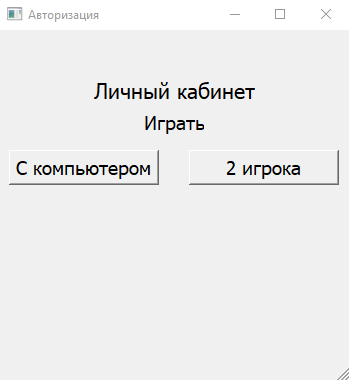 Авторизация
Личный кабинет
Играть
С компьютером
2 игрока